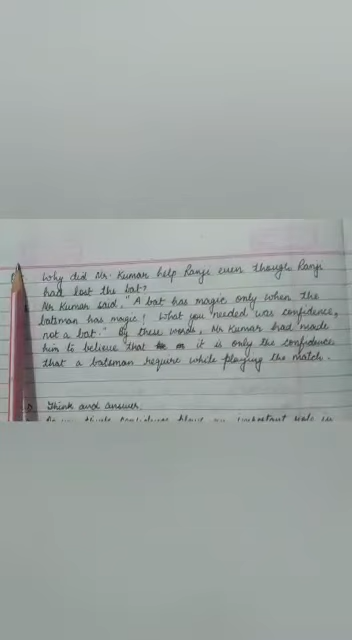 Why did Mr. Kumar help Ranji even though Ranji
had lost the bat?
Mr Kumar said, "A bat has magic only when the
batsman has magic! What you needed was confidence,
not a bat." By these words, Mr Kumar had made
him to believe that it is only the confidence
that a batsman require while playing the match.
Think and answer.
important role in